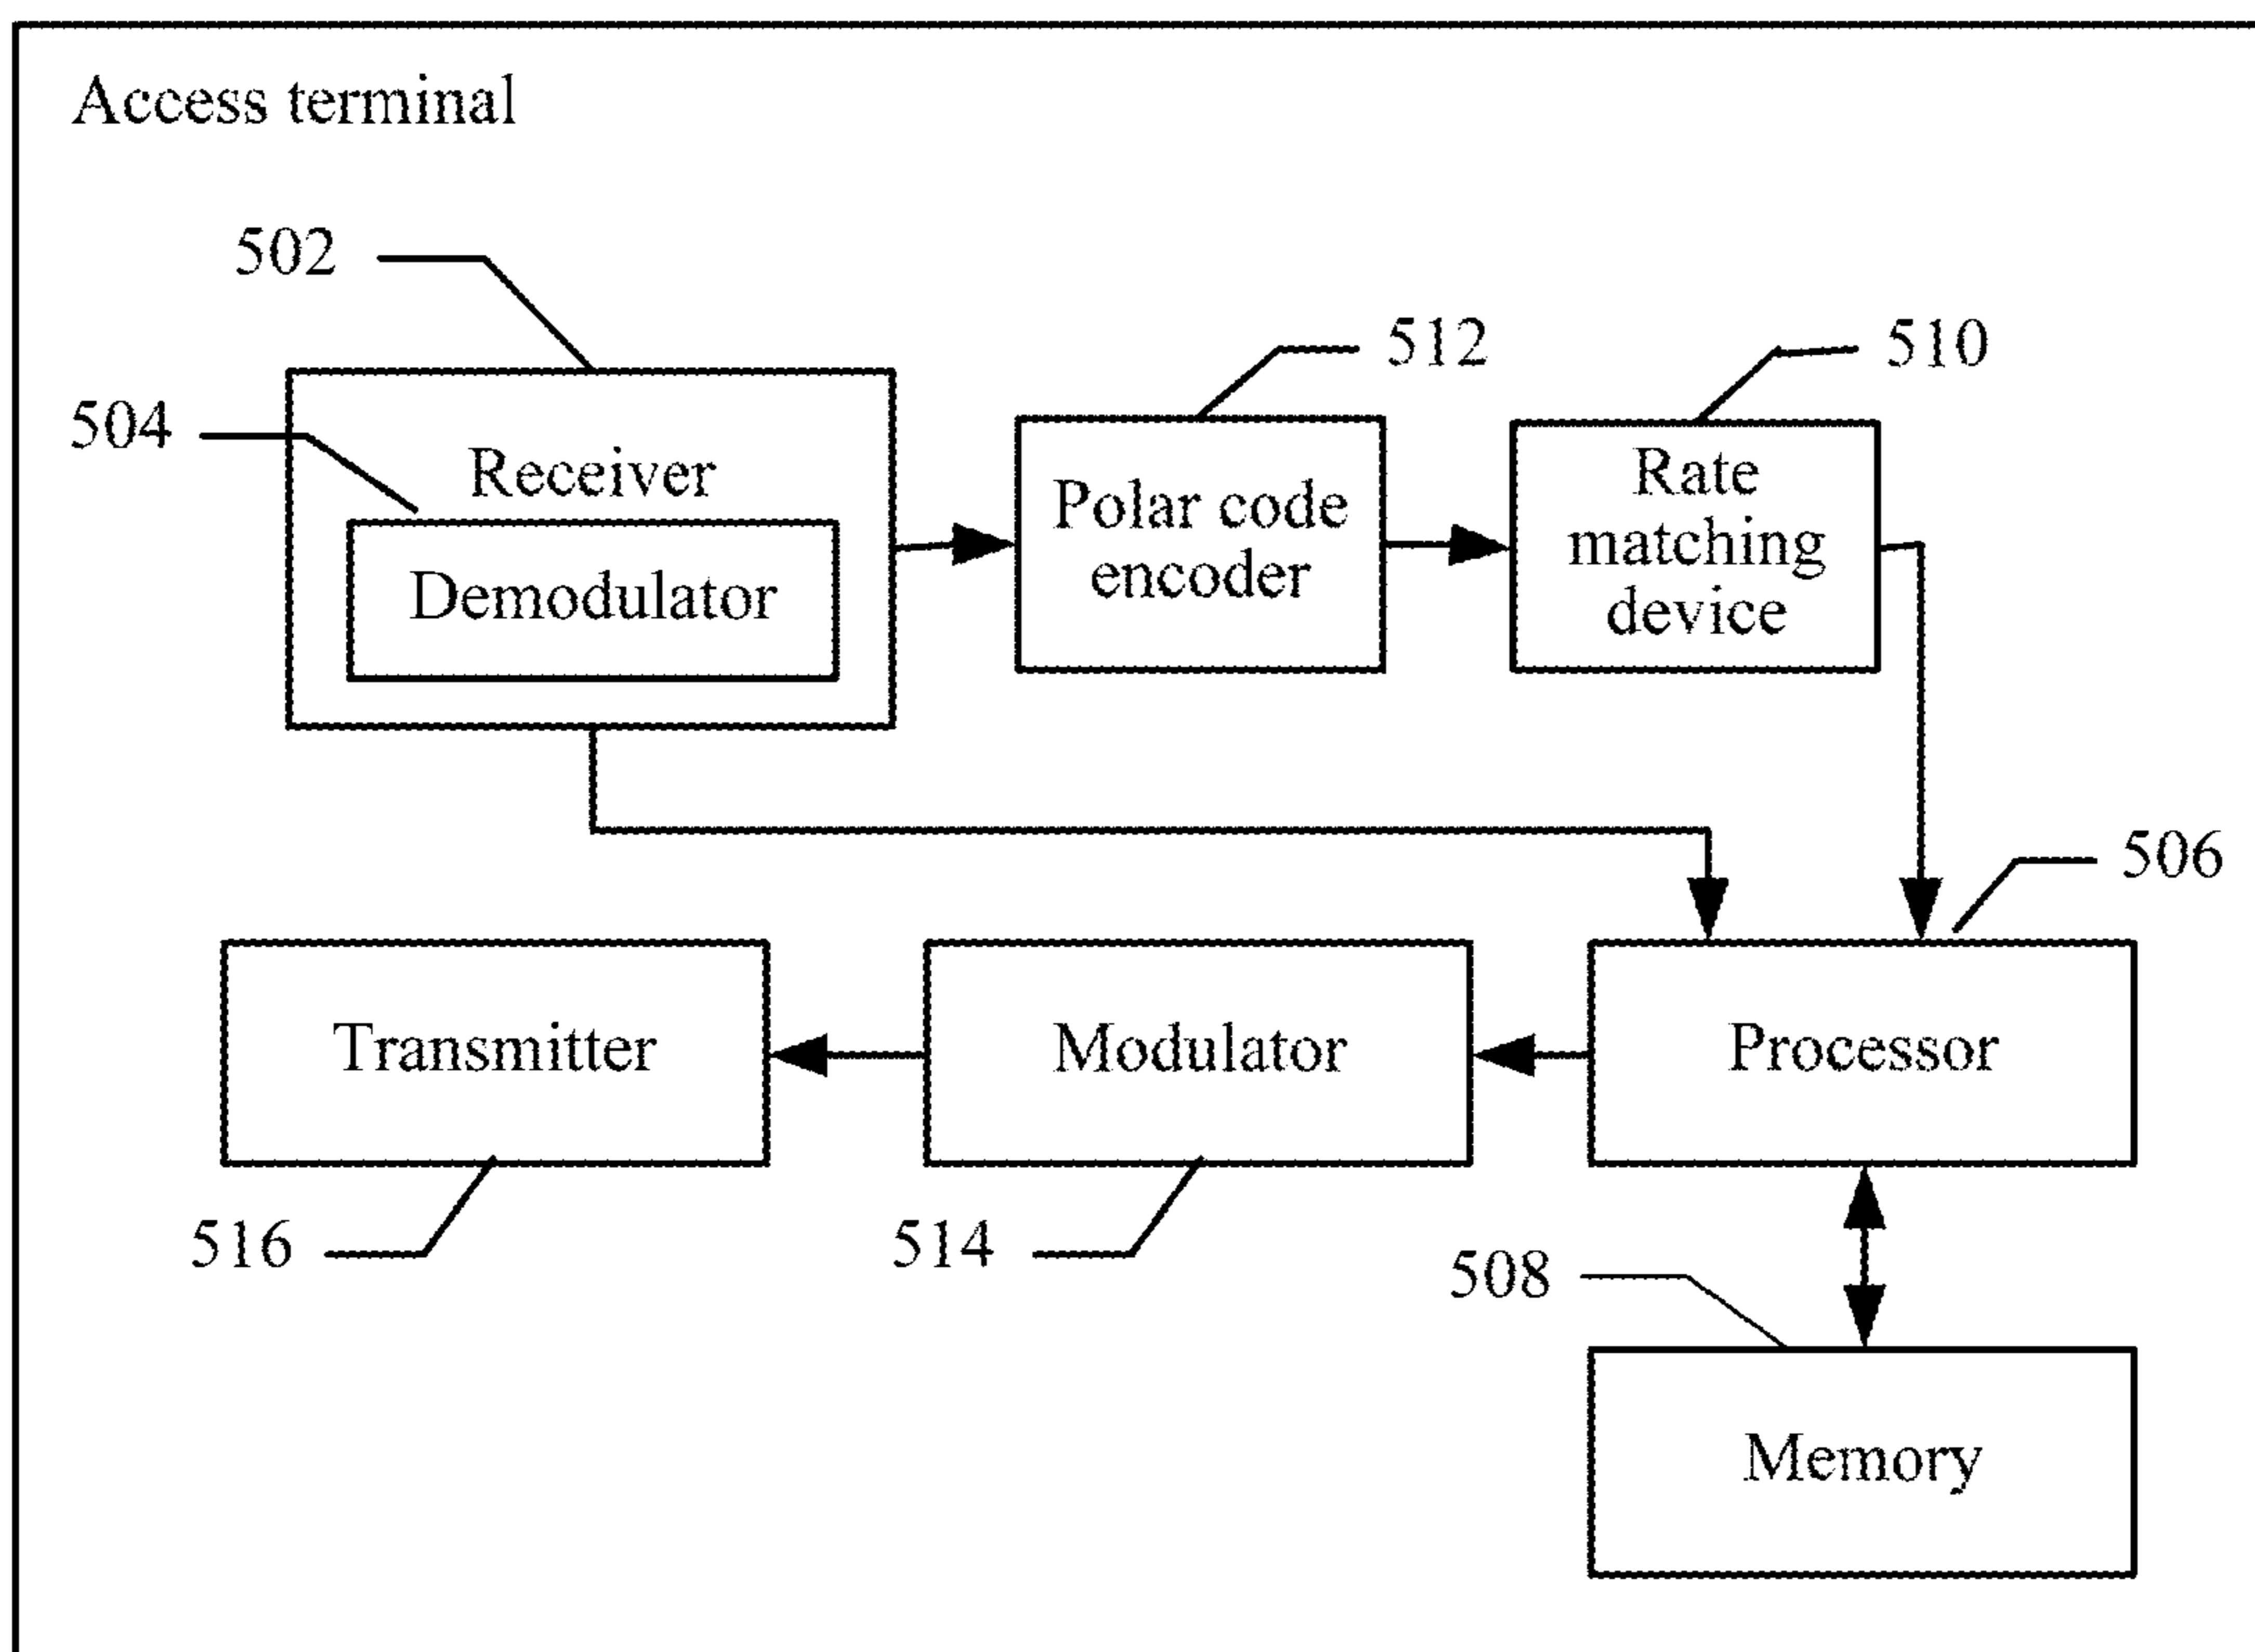 Access terminal
502
512
510
504
Receiver
Demodulator
Polar code
encoder
Rate
matching
device
506
Transmitter
Modulator
Processor
516
514
508
Memory